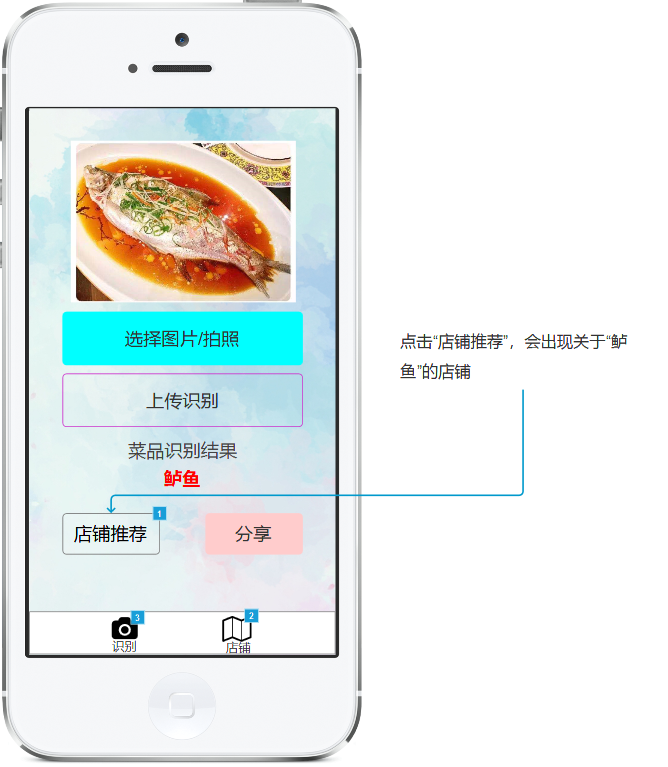 选择图片/拍照
上传识别
菜品识别结果
鲈鱼
店铺推荐
1
分享
3
识别
2
店铺
点击“店铺推荐”，会出现关于“鲈
鱼”的店铺